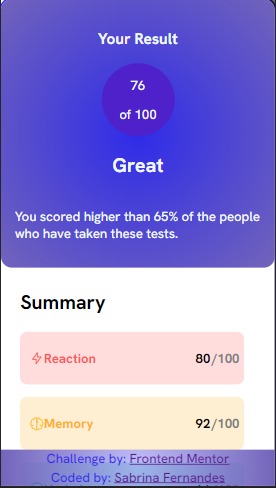 Your Result
76
of 100
Great
You scored higher than 65% of the people
who have taken these tests.
Summary
Reaction 80/100
Memory 92/100
Challenge by: Frontend Mentor
Coded by: Sabrina Fernandes